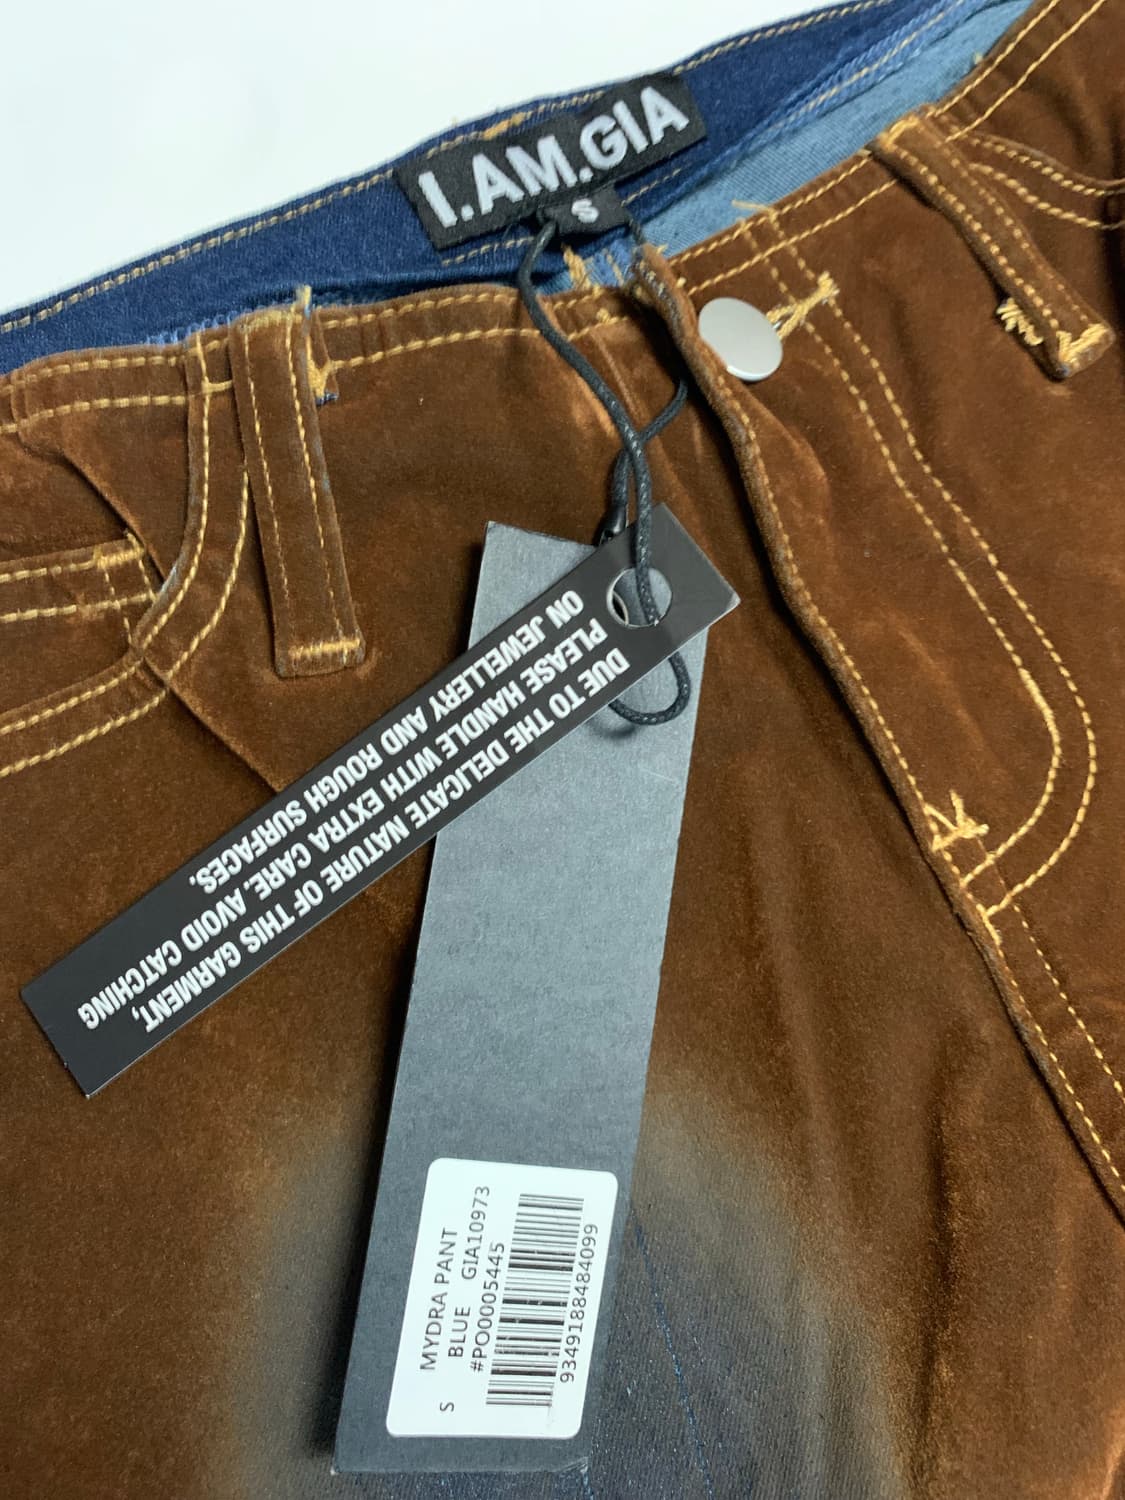 I.AM.GIA
S
DUE TO THE DELICATE NATURE OF THIS GARMENT,
PLEASE HANDLE WITH EXTRA CARE. AVOID CATCHING
ON JEWELLERY AND ROUGH SURFACES.
S MYDRA PANT
BLUE GIA10973
#PO0005445
9349188484099